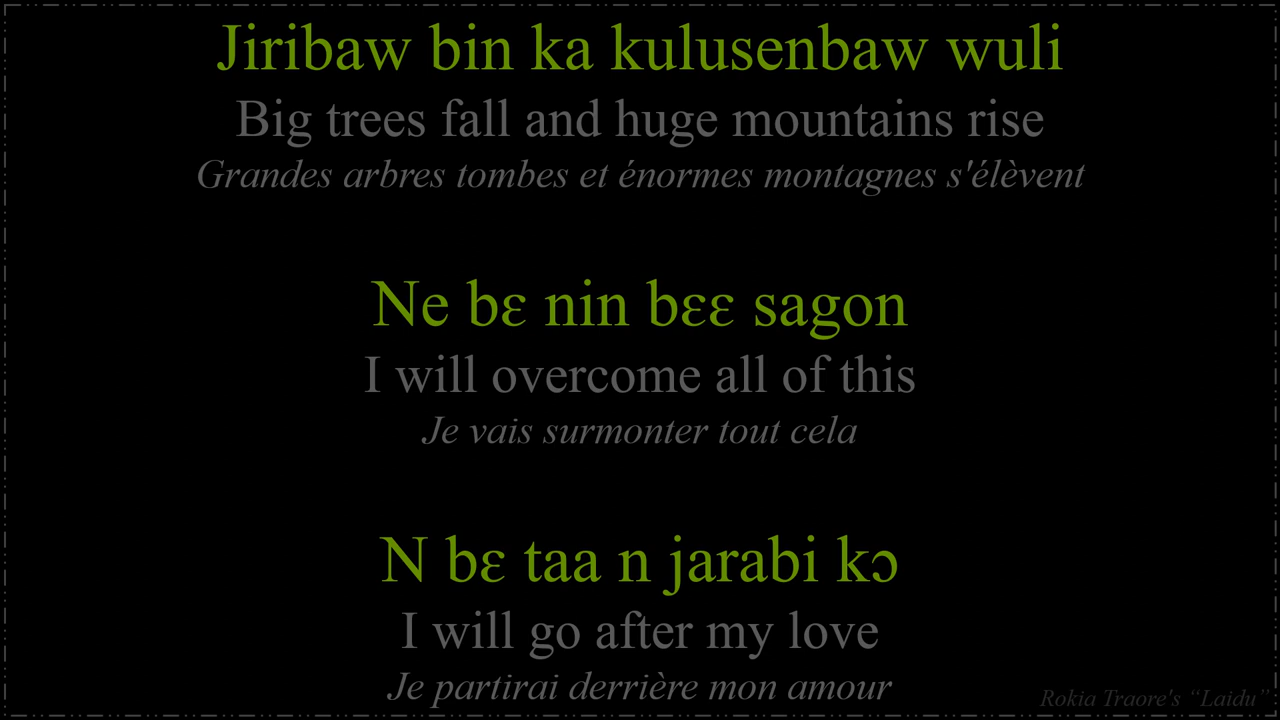 Jiribaw bin ka kulusenbaw wuli
Big trees fall and huge mountains rise
Grandes arbres tombes et énormes montagnes s'élèvent
Ne bɛ nin bɛɛ sagon
I will overcome all of this
Je vais surmonter tout cela
N bɛ taa n jarabi kɔ
I will go after my love
Je partirai derrière mon amour
Rokia Traore's “Laidu”